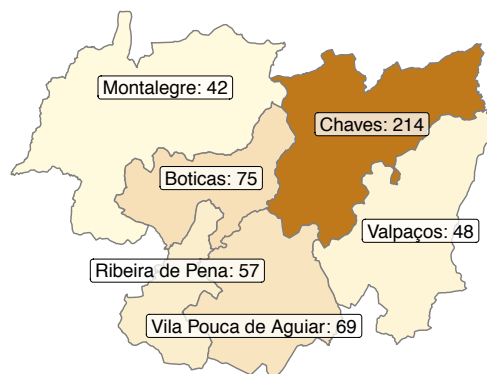 Montalegre: 42
Chaves: 214
Boticas: 75
Valpaços: 48
Ribeira de Pena: 57
Vila Pouca de Aguiar: 69